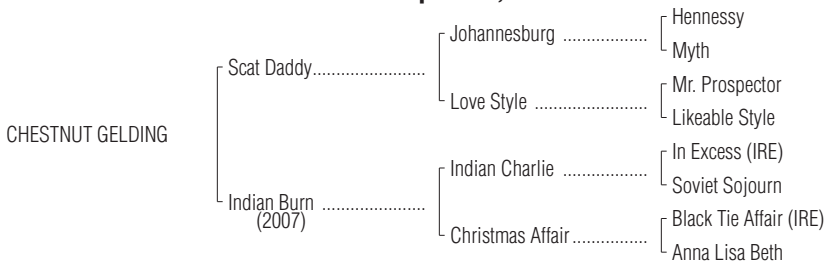 Hennessy
Johannesburg ...................
Myth
Scat Daddy.........................
Mr. Prospector
Love Style .........................
Likeable Style
CHESTNUT GELDING
In Excess (IRE)
Indian Charlie ...................
Soviet Sojourn
Indian Burn .......................
(2007)
Black Tie Affair (IRE)
Christmas Affair.................
Anna Lisa Beth